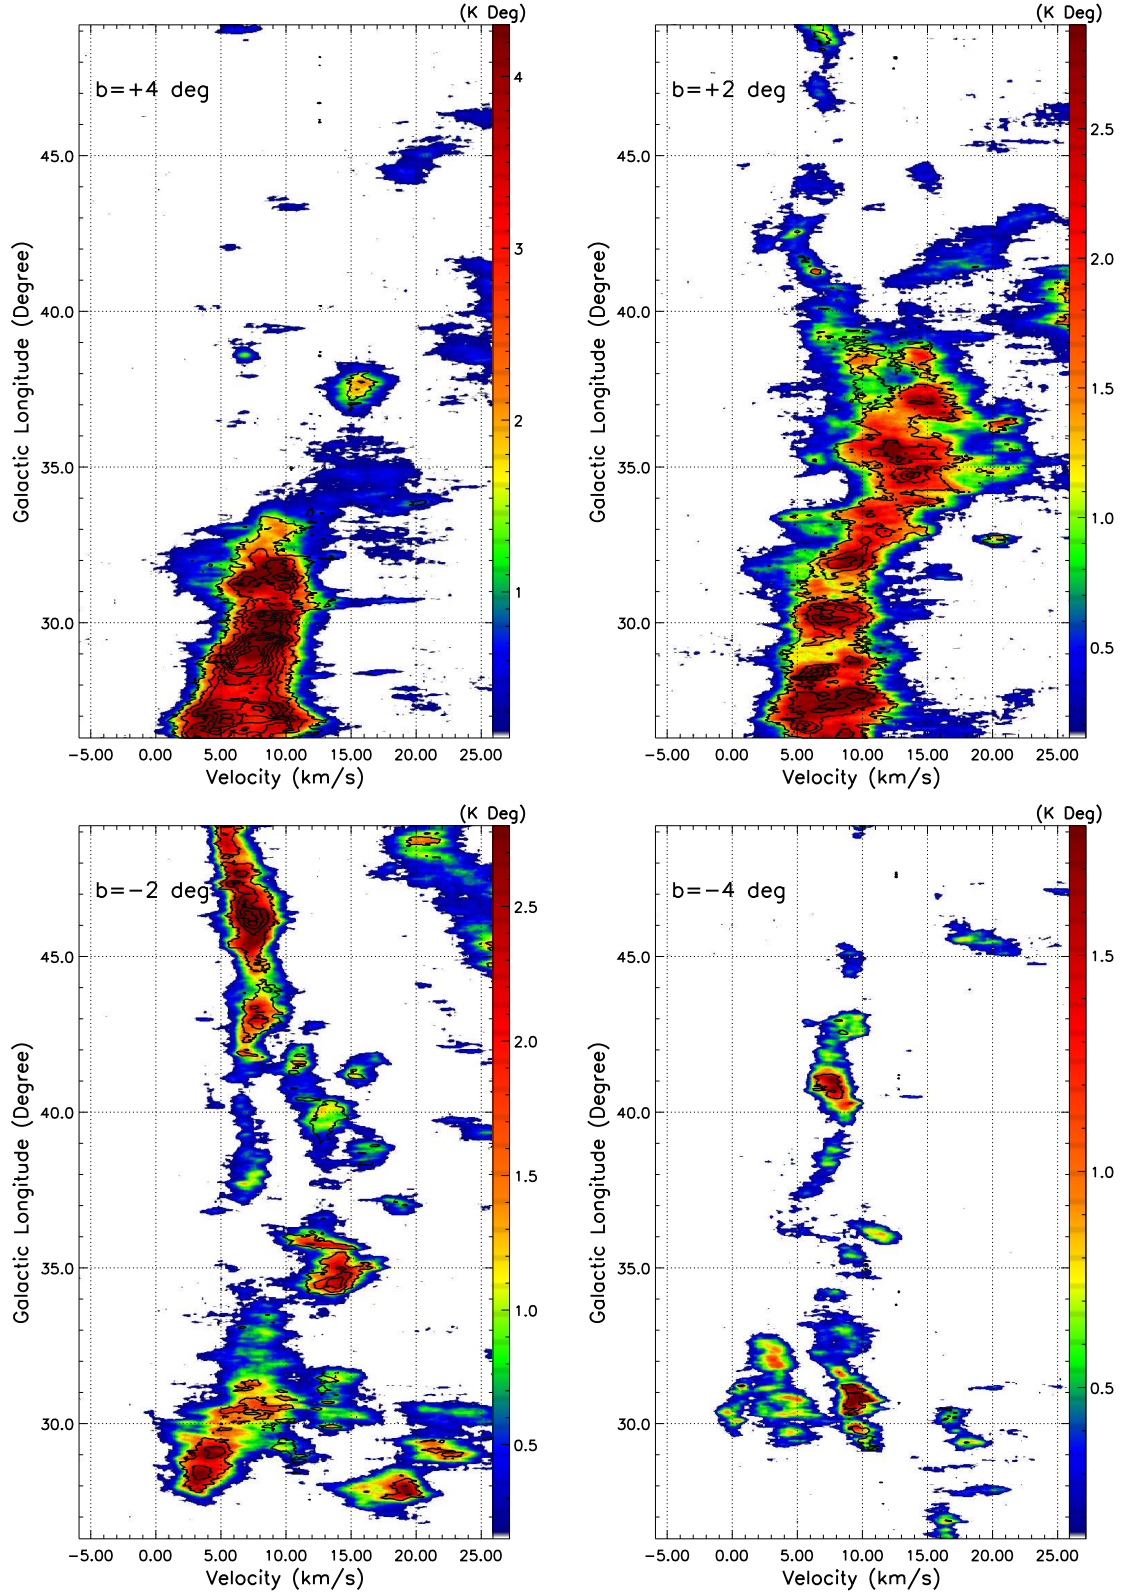 (K Deg)
b=+4 deg
4
45.0
3
40.0
2
35.0
1
30.0
Galactic Longitude (Degree)
-5.00 0.00 5.00 10.00 15.00 20.00 25.00
Velocity (km/s)
(K Deg)
b=+2 deg
2.5
45.0
2.0
40.0
1.5
35.0
1.0
30.0
0.5
Galactic Longitude (Degree)
-5.00 0.00 5.00 10.00 15.00 20.00 25.00
Velocity (km/s)
(K Deg)
b=-2 deg
2.5
45.0
2.0
40.0
1.5
35.0
1.0
30.0
0.5
Galactic Longitude (Degree)
-5.00 0.00 5.00 10.00 15.00 20.00 25.00
Velocity (km/s)
(K Deg)
b=-4 deg
1.5
45.0
40.0
1.0
35.0
0.5
30.0
Galactic Longitude (Degree)
-5.00 0.00 5.00 10.00 15.00 20.00 25.00
Velocity (km/s)